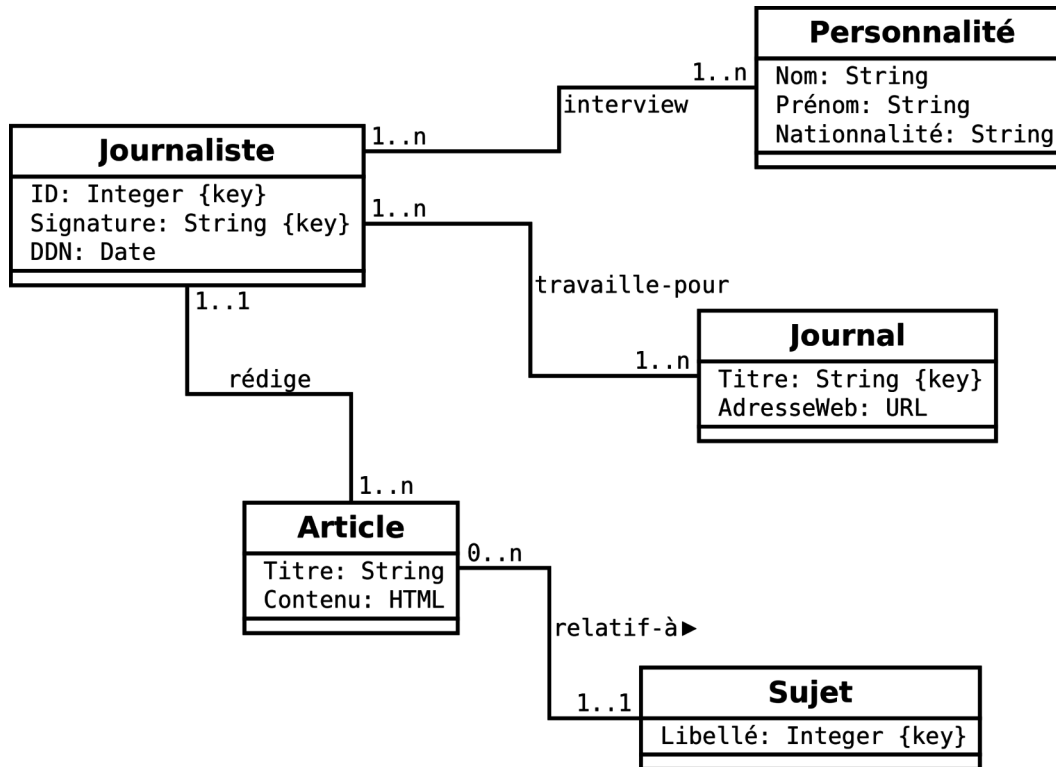 Personnalité
Nom: String
Prénom: String
Nationnalité: String
1..n
interview
Journaliste
ID: Integer {key}
Signature: String {key}
DDN: Date
1..n
1..n
travaille-pour
1..n
Journal
Titre: String {key}
AdresseWeb: URL
1..1
rédige
1..n
Article
Titre: String
Contenu: HTML
0..n
relatif-à▶
1..1
Sujet
Libellé: Integer {key}